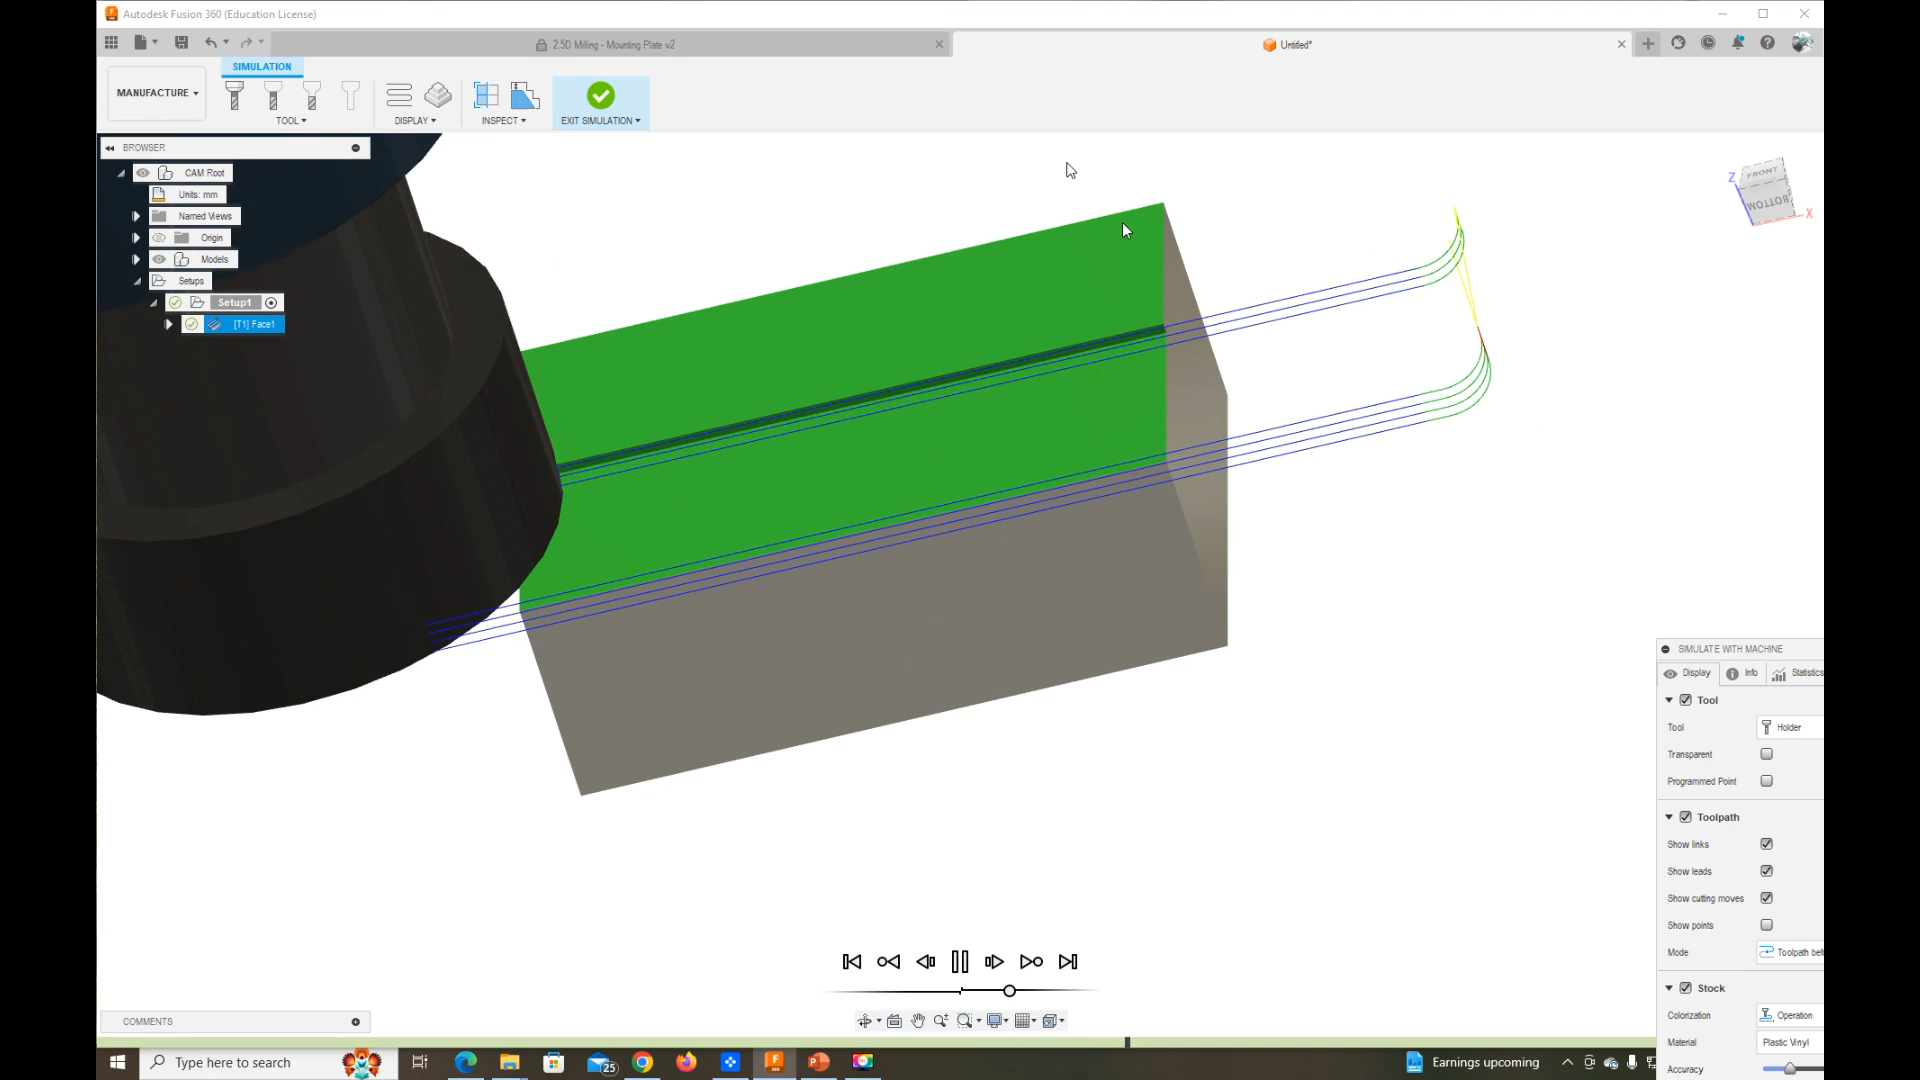 Autodesk Fusion 360 (Education License)
2.5D Milling - Mounting Plate v2
Untitled*
SIMULATION
MANUFACTURE
TOOL
DISPLAY
INSPECT
EXIT SIMULATION
BROWSER
CAM Root
Units: mm
Named Views
Origin
Models
Setups
Setup1
[T1] Face1
FRONT
BOTTOM
Z
X
SIMULATE WITH MACHINE
Display
Info
Statistics
Tool
Tool
Holder
Transparent
Programmed Point
Toolpath
Show links
Show leads
Show cutting moves
Show points
Mode
Toolpath bef
Stock
Colorization
Operation
Material
Plastic Vinyl
Accuracy
COMMENTS
Type here to search
25
Earnings upcoming